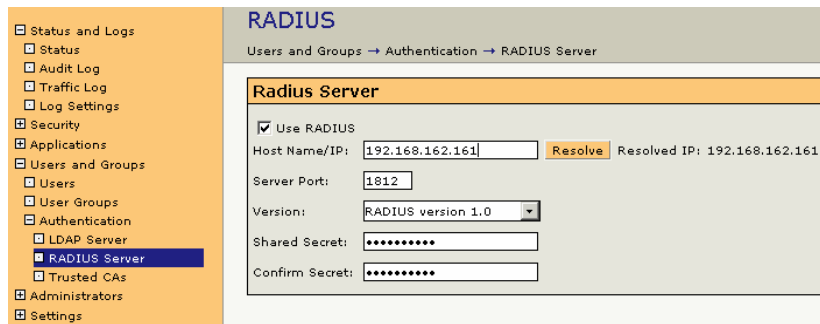 Status and Logs
Status
Audit Log
Traffic Log
Log Settings
Security
Applications
Users and Groups
Users
User Groups
Authentication
LDAP Server
RADIUS Server
Trusted CAs
Administrators
Settings
RADIUS
Users and Groups → Authentication → RADIUS Server
Radius Server
Use RADIUS
Host Name/IP: 192.168.162.161 Resolve Resolved IP: 192.168.162.161
Server Port: 1812
Version: RADIUS version 1.0
Shared Secret: ••••••••••
Confirm Secret: ••••••••••